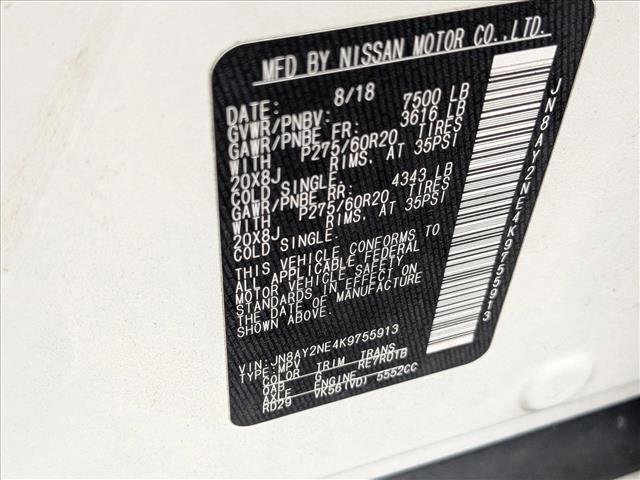 MFD BY NISSAN MOTOR CO.,LTD.
DATE: 8/18
GVWR/PNBV: 7500 LB
GAWR/PNBE FR: 3616 LB
WITH P275/60R20 TIRES
20X8J RIMS, AT 35PSI
COLD SINGLE
GAWR/PNBE RR: 4343 LB
WITH P275/60R20 TIRES
20X8J RIMS, AT 35PSI
COLD SINGLE.
THIS VEHICLE CONFORMS TO
ALL APPLICABLE FEDERAL
MOTOR VEHICLE SAFETY
STANDARDS IN EFFECT ON
THE DATE OF MANUFACTURE
SHOWN ABOVE.
VIN:JN8AY2NE4K9755913
TYPE:MPV
COLOR TRIM TRANS
QAB G RE7R01B
AXLE ENGINE
RD29 VK56(VD) 5552CC
JN8AY2NE4K9755913